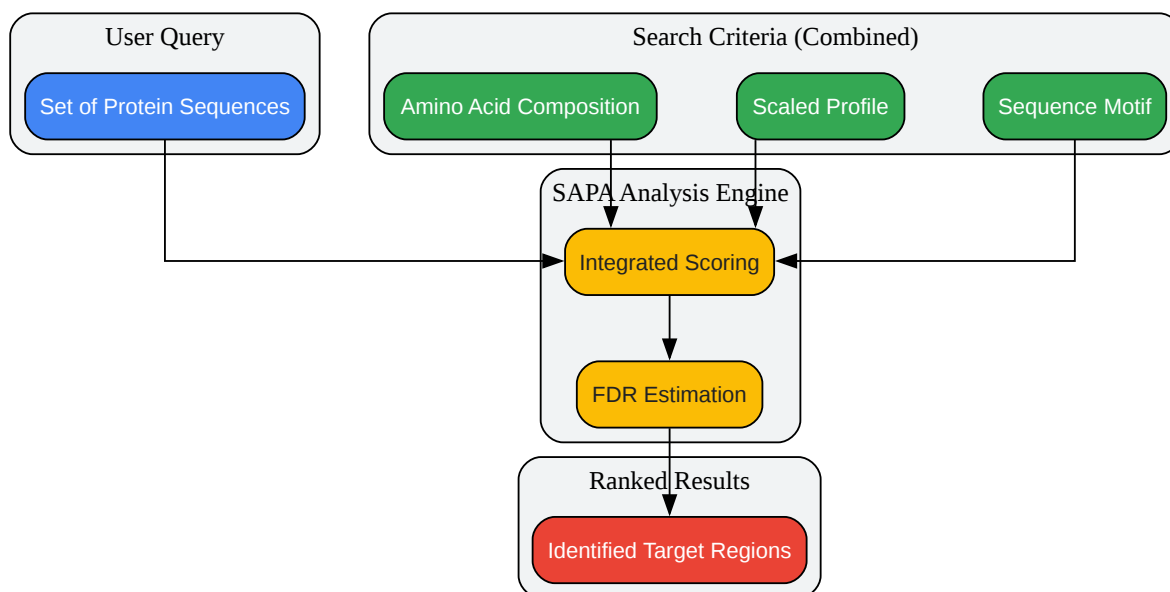 User Query
Search Criteria (Combined)
Set of Protein Sequences
Amino Acid Composition
Scaled Profile
Sequence Motif
SAPA Analysis Engine
Integrated Scoring
FDR Estimation
Ranked Results
Identified Target Regions